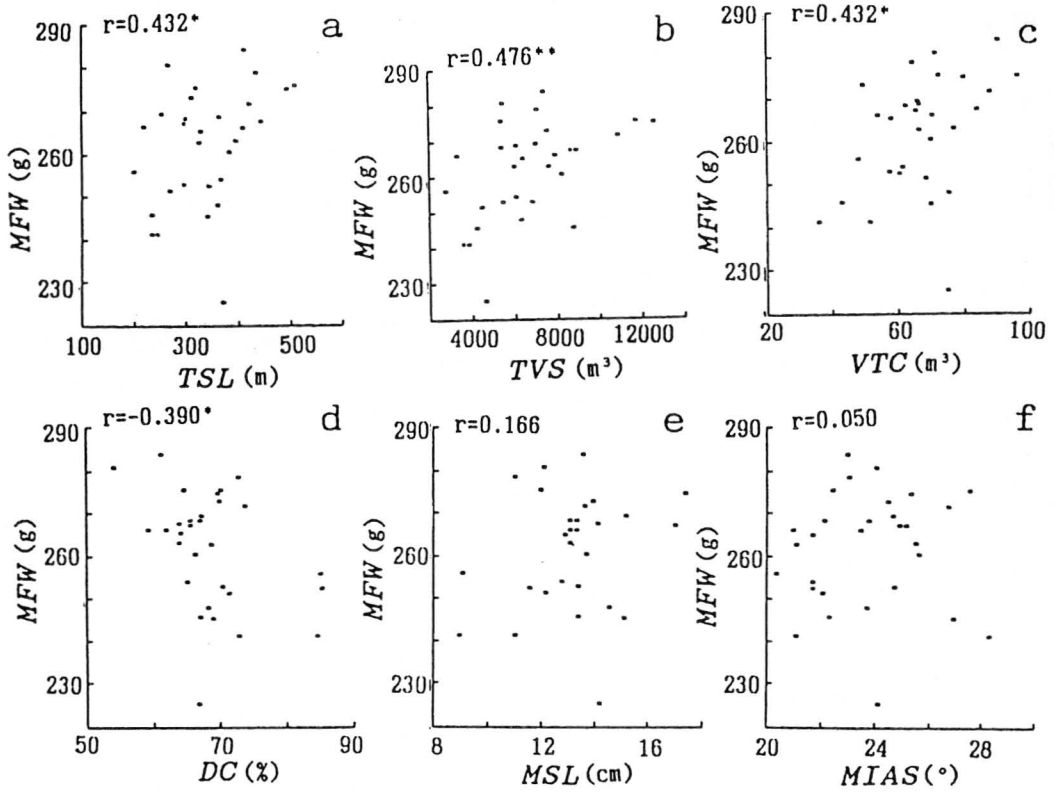 r=0.432* a
290
260
230
MFW (g)
100 300 500
TSL (m)
r=0.476** b
290
260
230
MFW (g)
4000 8000 12000
TVS (m³)
r=0.432* c
290
260
230
MFW (g)
20 60 100
VTC (m³)
r=-0.390* d
290
260
230
MFW (g)
50 70 90
DC (%)
r=0.166 e
290
260
230
MFW (g)
8 12 16
MSL (cm)
r=0.050 f
290
260
230
MFW (g)
20 24 28
MIAS (°)